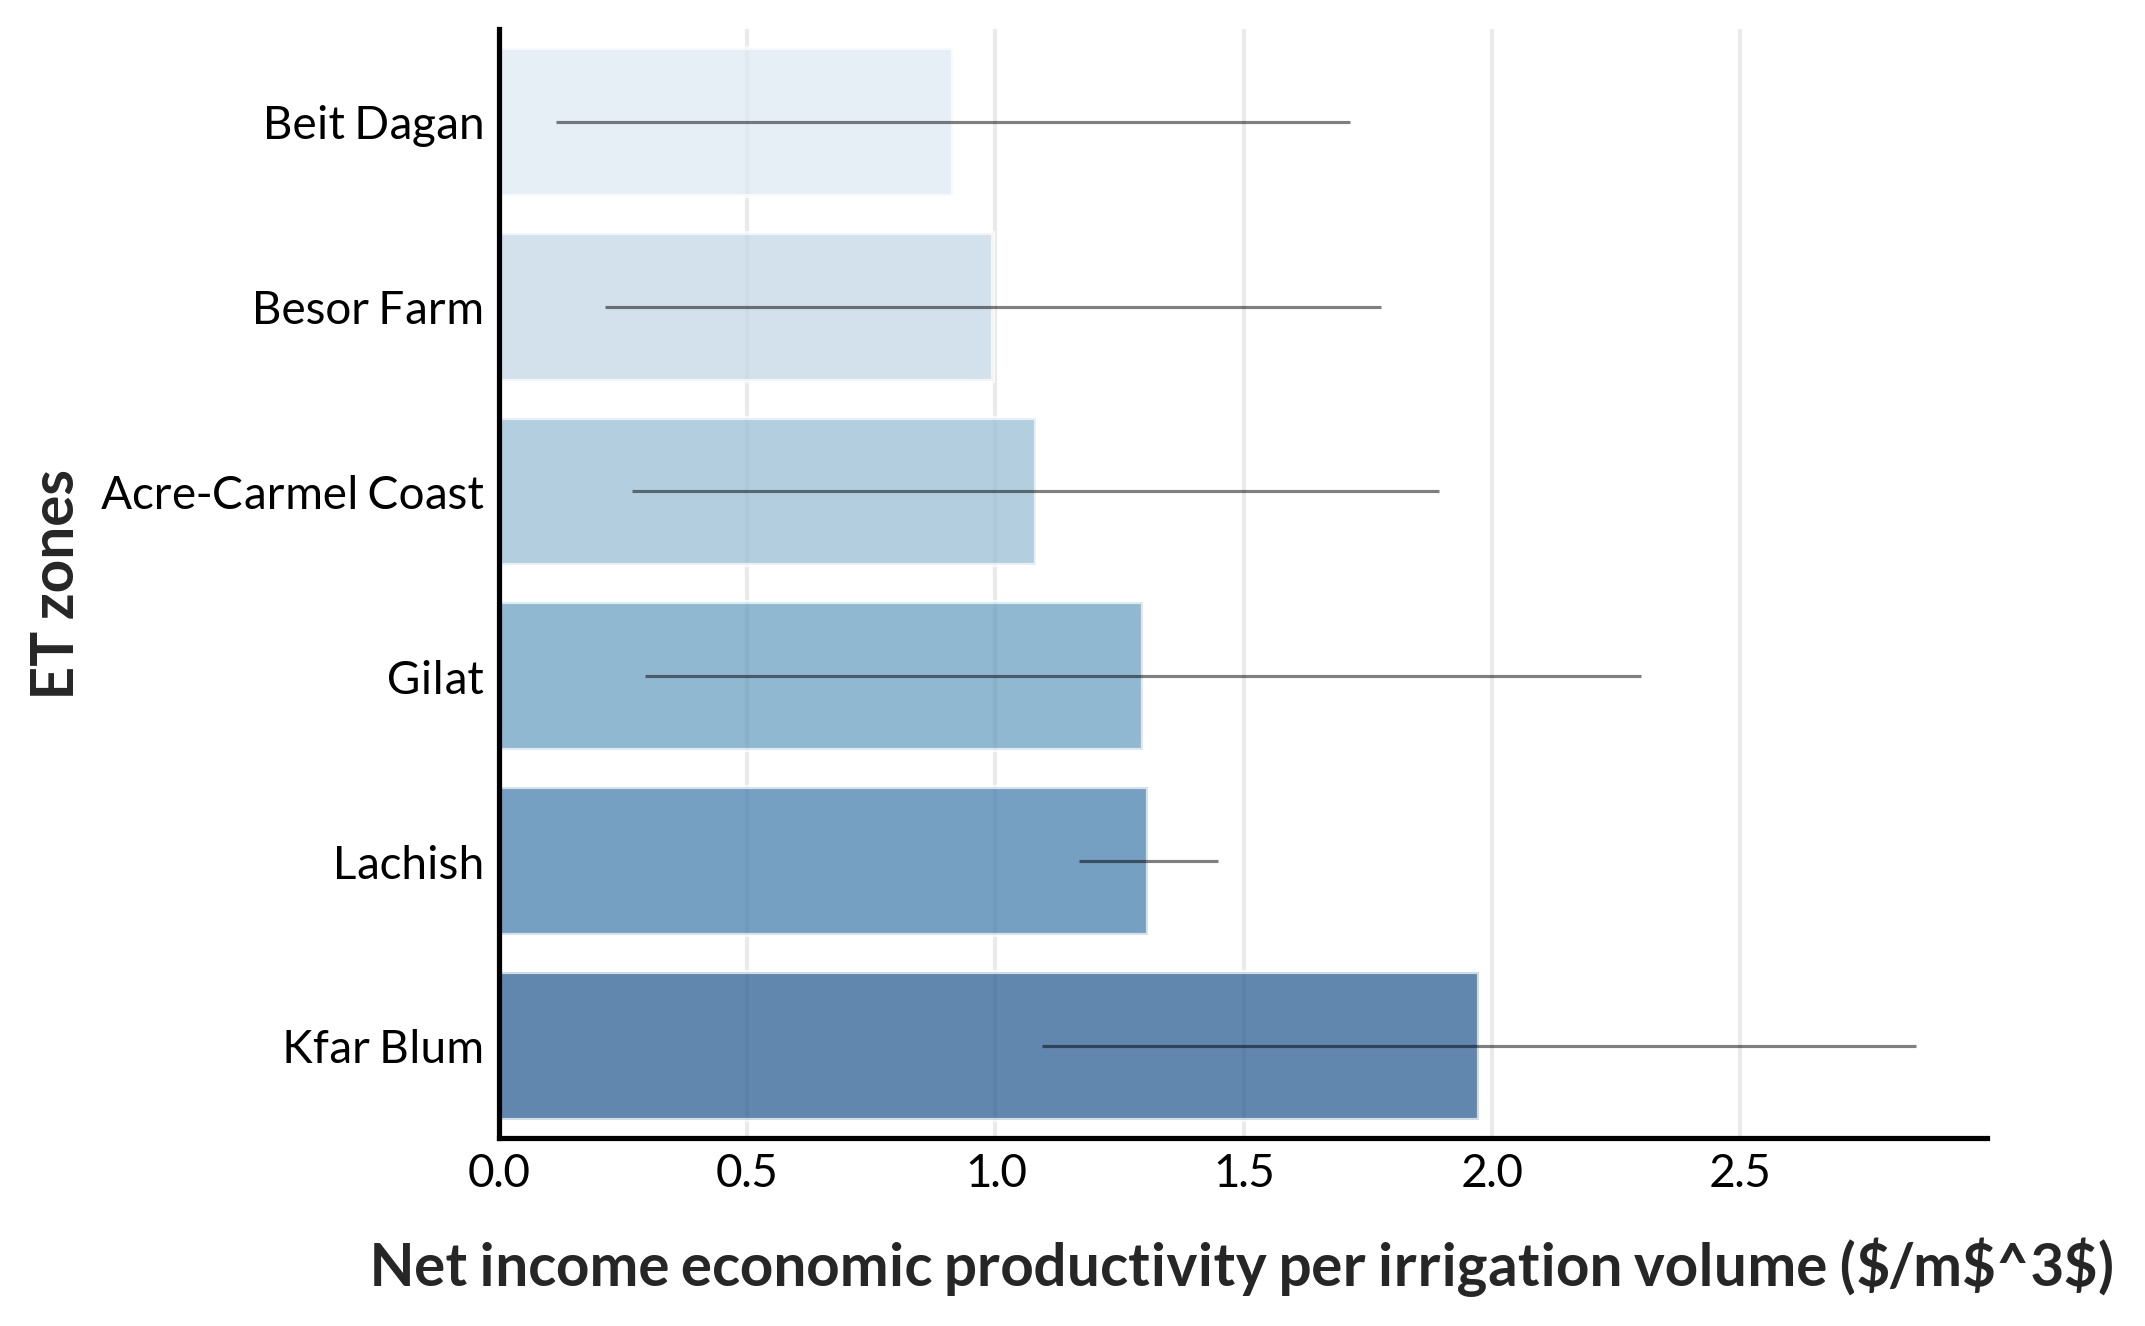 Beit Dagan
Besor Farm
Acre-Carmel Coast
Gilat
Lachish
Kfar Blum
ET zones
0.0 0.5 1.0 1.5 2.0 2.5
Net income economic productivity per irrigation volume ($/m$^3$)